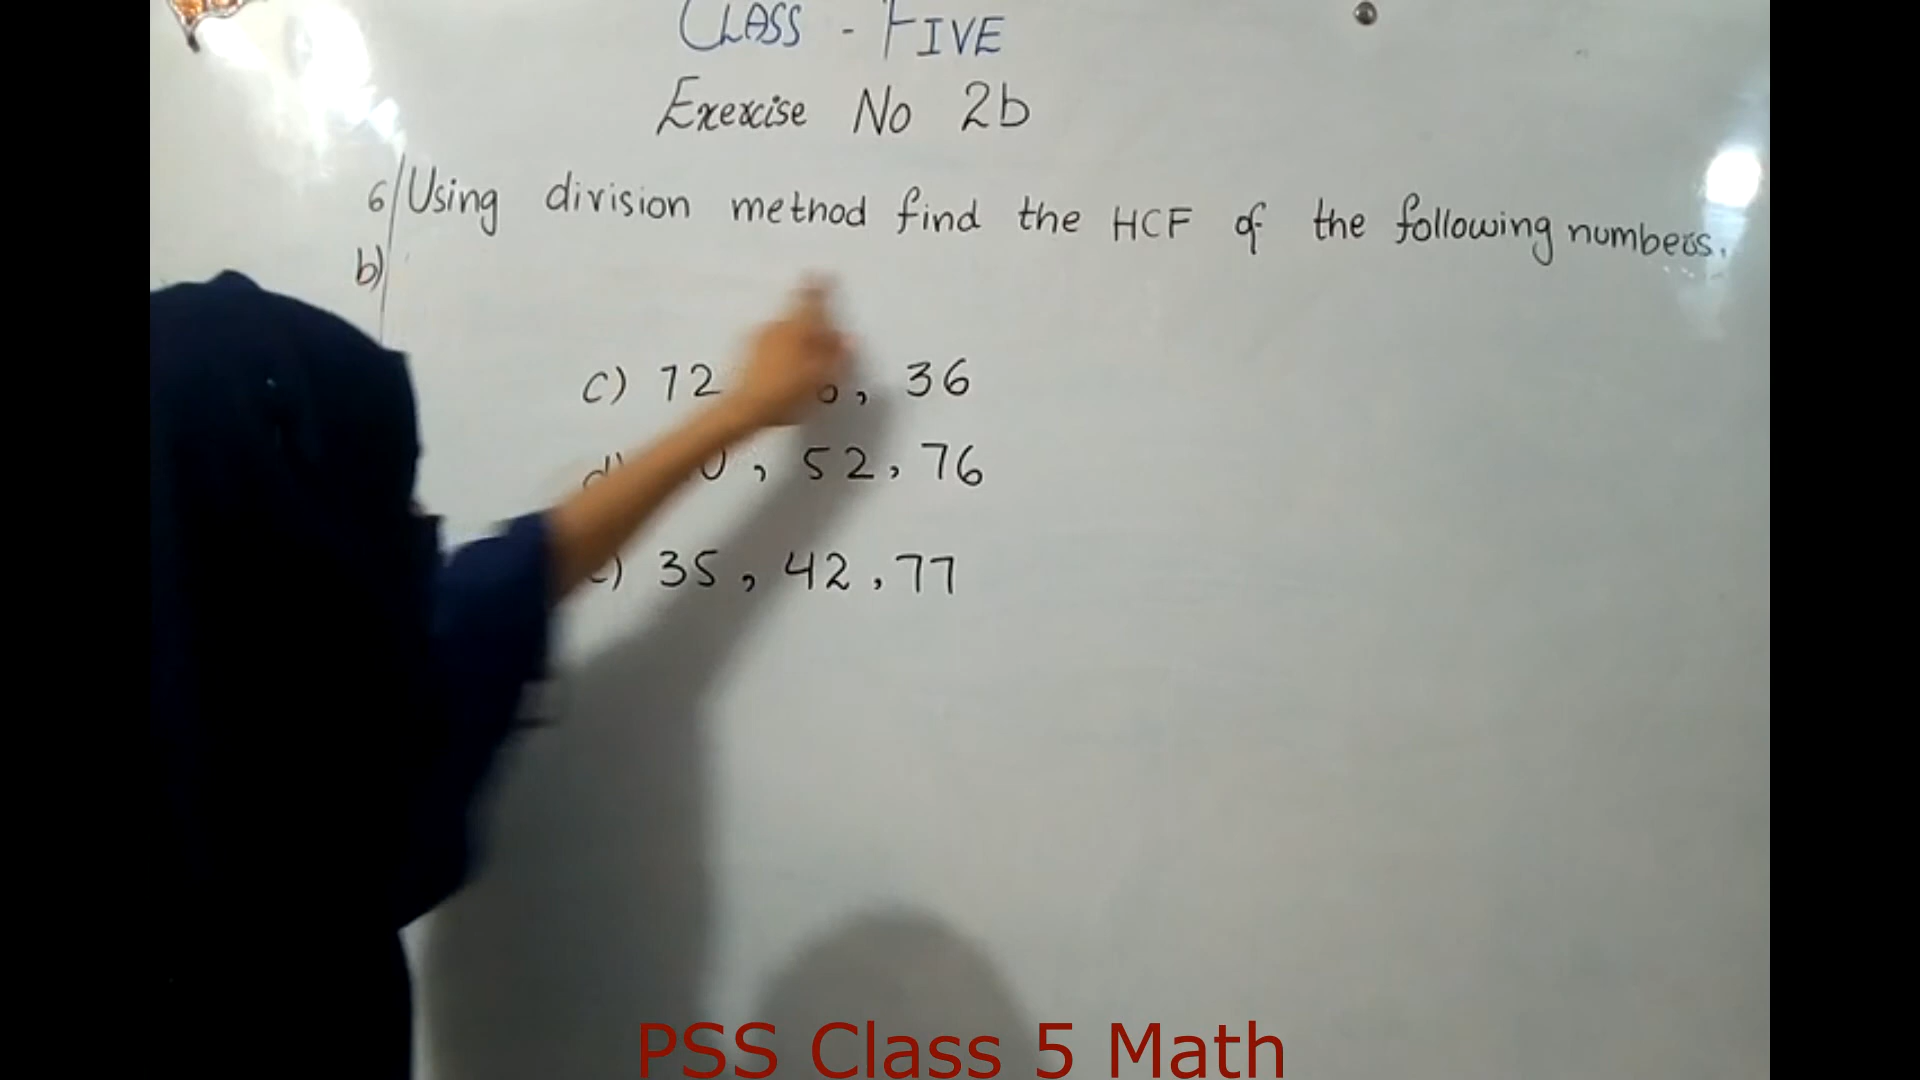 CLASS - FIVE
Exercise No 2b
6/ Using division method find the HCF of the following numbers.
b)
c) 72 , 36
d) , 52, 76
35, 42, 77
PSS Class 5 Math